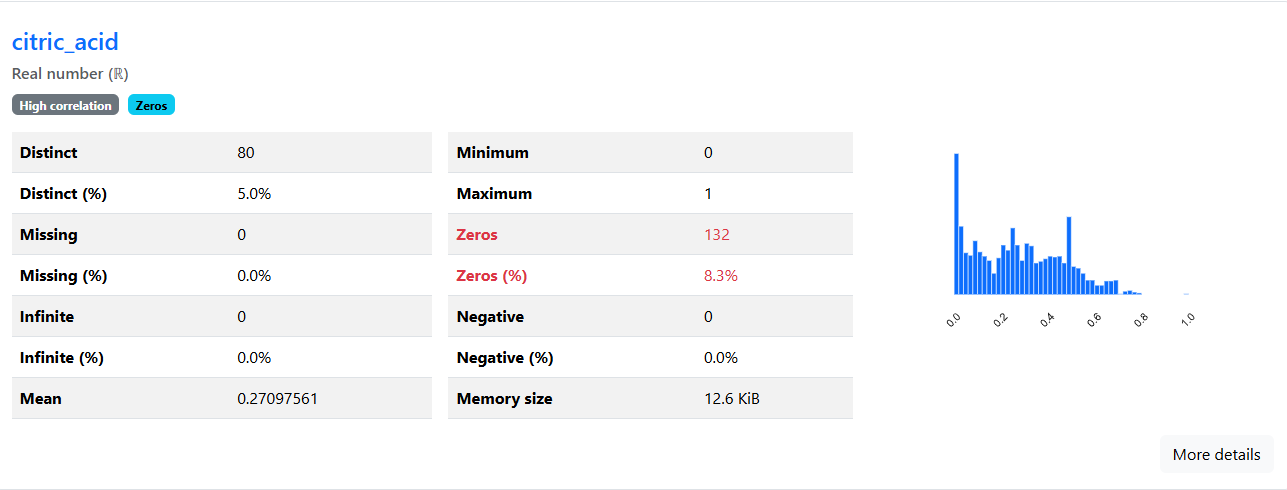 citric_acid
Real number (ℝ)
High correlation Zeros
Distinct 80
Distinct (%) 5.0%
Missing 0
Missing (%) 0.0%
Infinite 0
Infinite (%) 0.0%
Mean 0.27097561
Minimum 0
Maximum 1
Zeros 132
Zeros (%) 8.3%
Negative 0
Negative (%) 0.0%
Memory size 12.6 KiB
0.0 0.2 0.4 0.6 0.8 1.0
More details